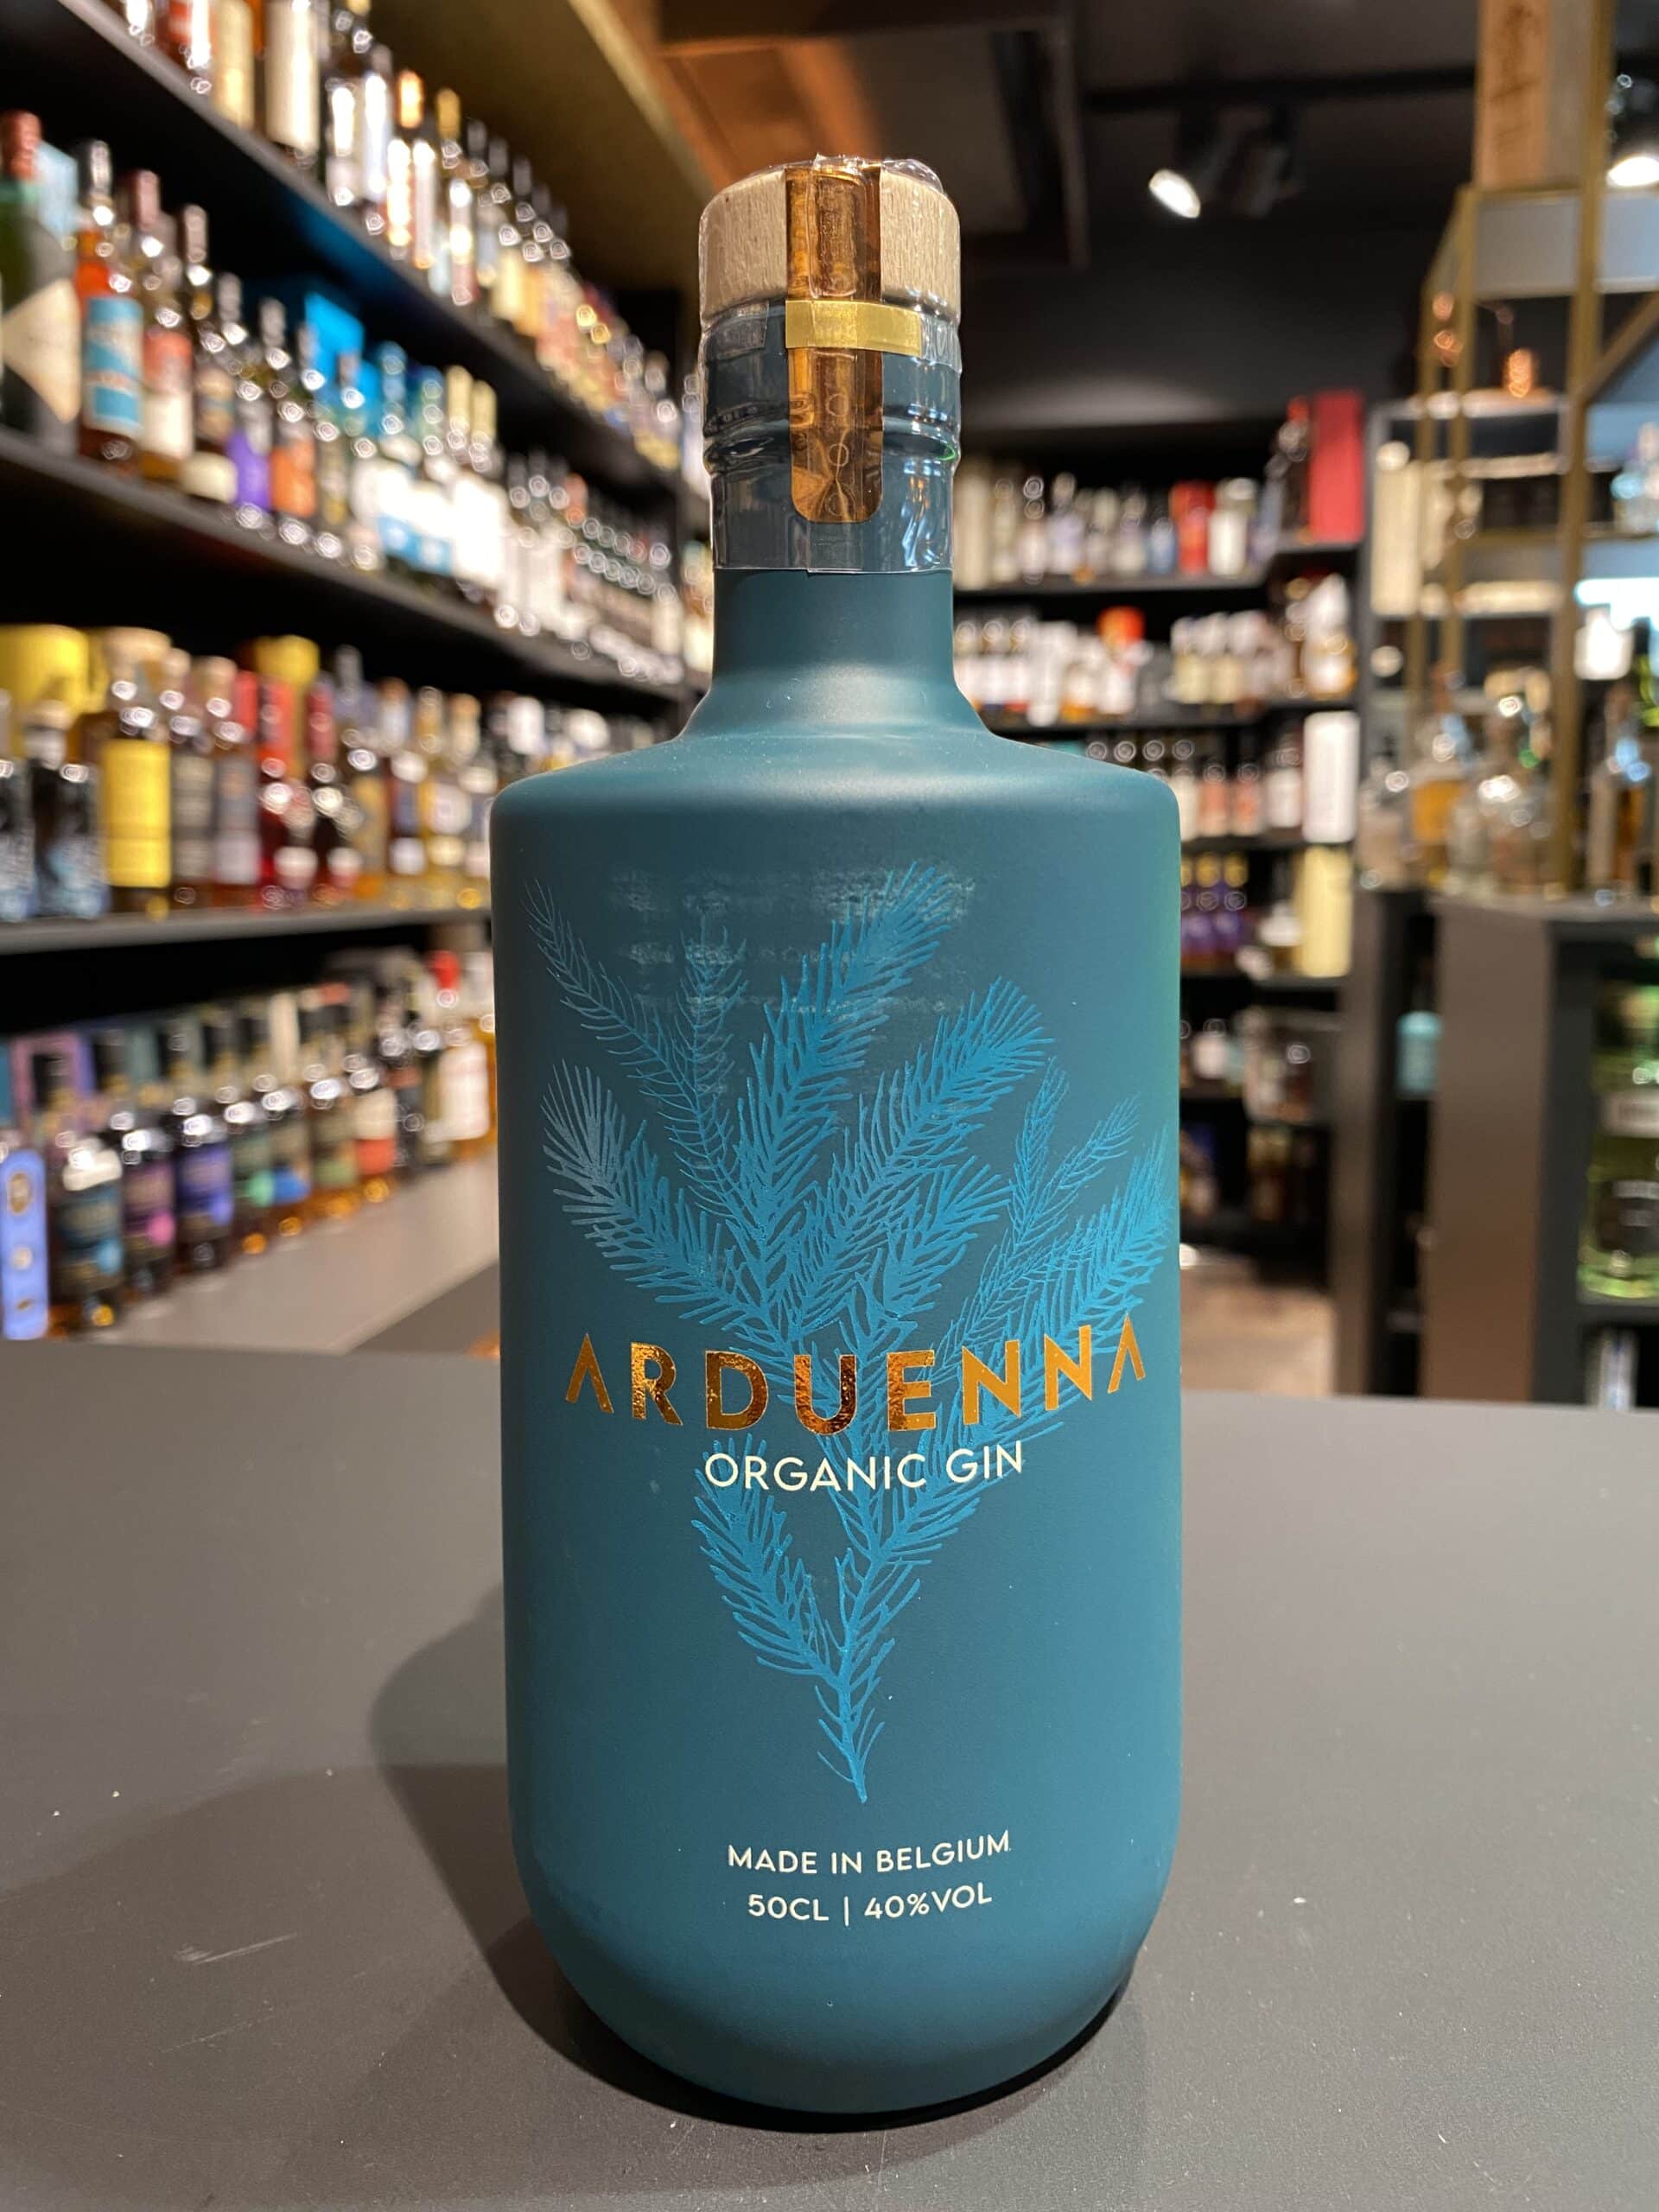 ARDUENNA
ORGANIC GIN
MADE IN BELGIUM
50CL | 40%VOL